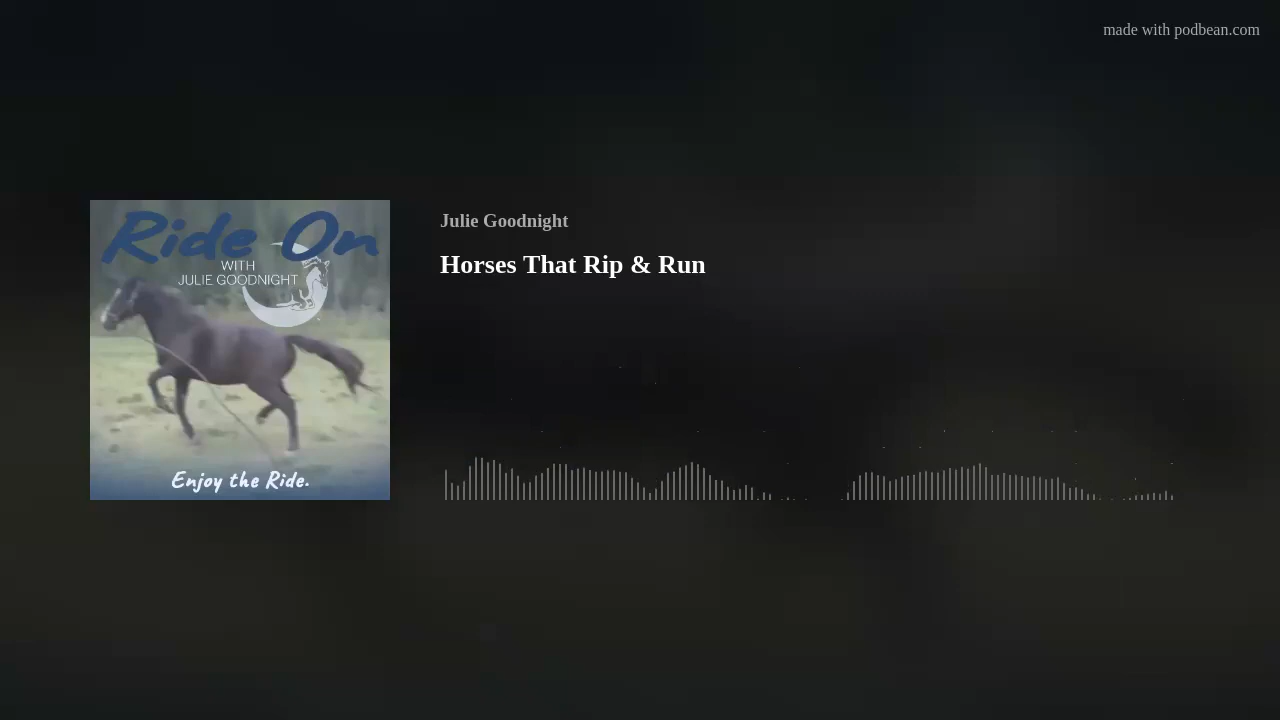 made with podbean.com
Ride On
WITH
JULIE GOODNIGHT
Enjoy the Ride.
Julie Goodnight
Horses That Rip & Run